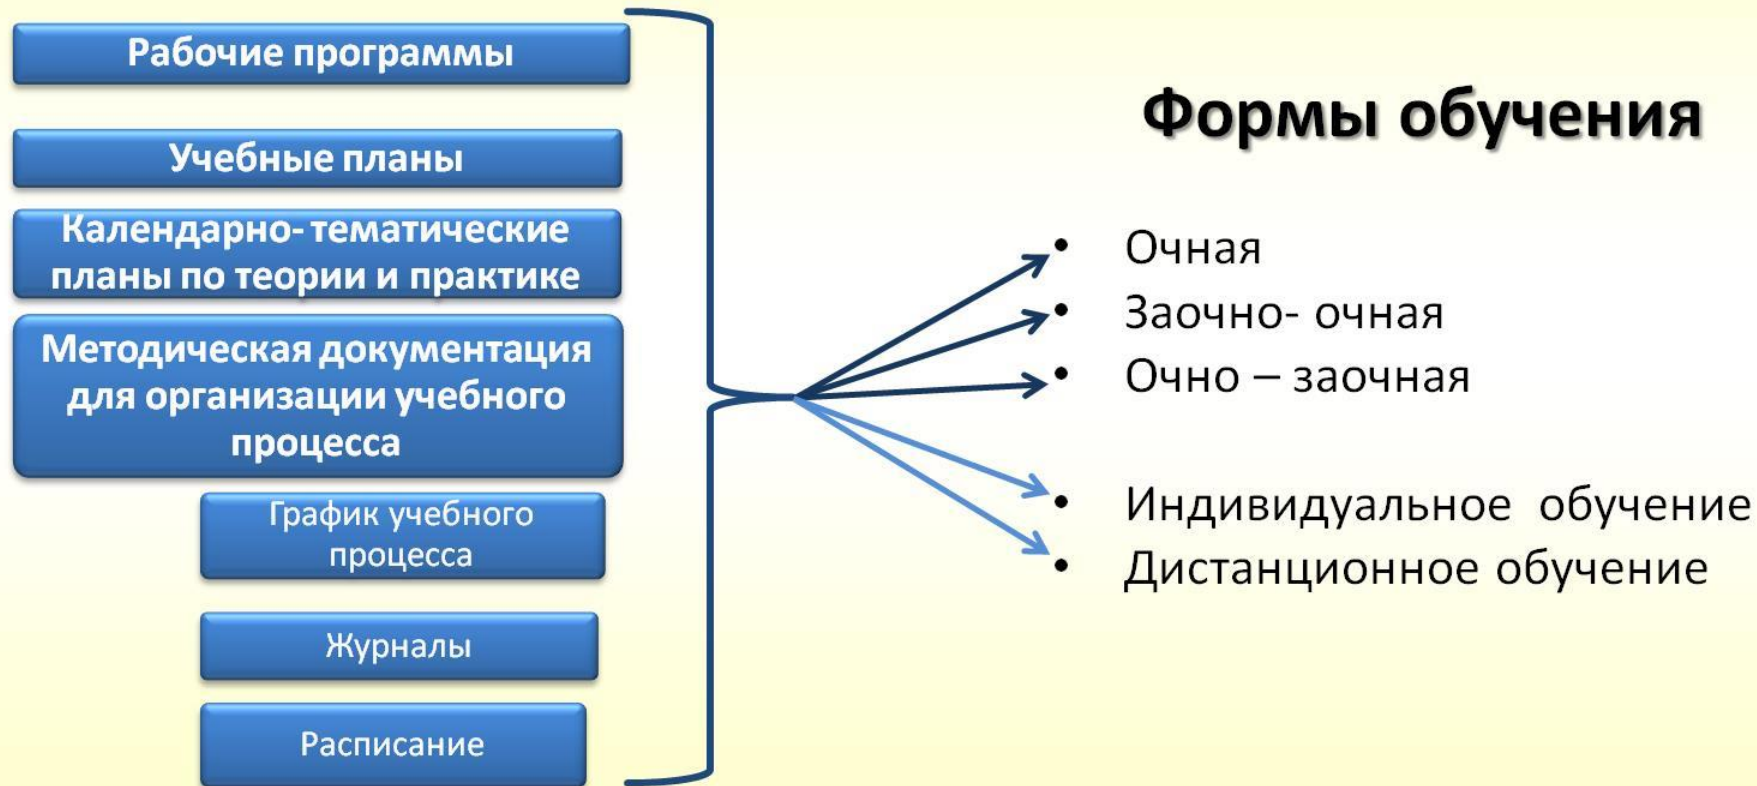 Рабочие программы
Учебные планы
Календарно- тематические
планы по теории и практике
Методическая документация
для организации учебного
процесса
График учебного
процесса
Журналы
Расписание
Формы обучения
• Очная
• Заочно- очная
• Очно – заочная
• Индивидуальное обучение
• Дистанционное обучение